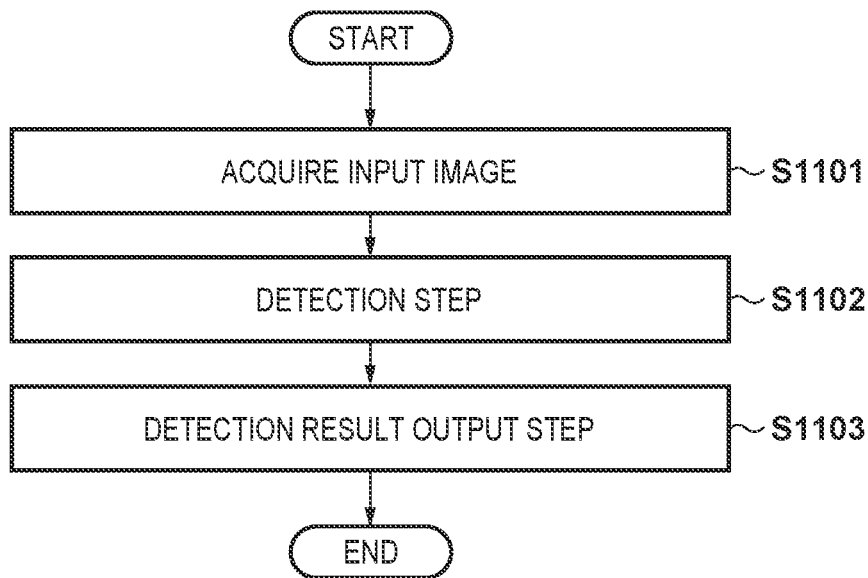 START
ACQUIRE INPUT IMAGE S1101
DETECTION STEP S1102
DETECTION RESULT OUTPUT STEP S1103
END